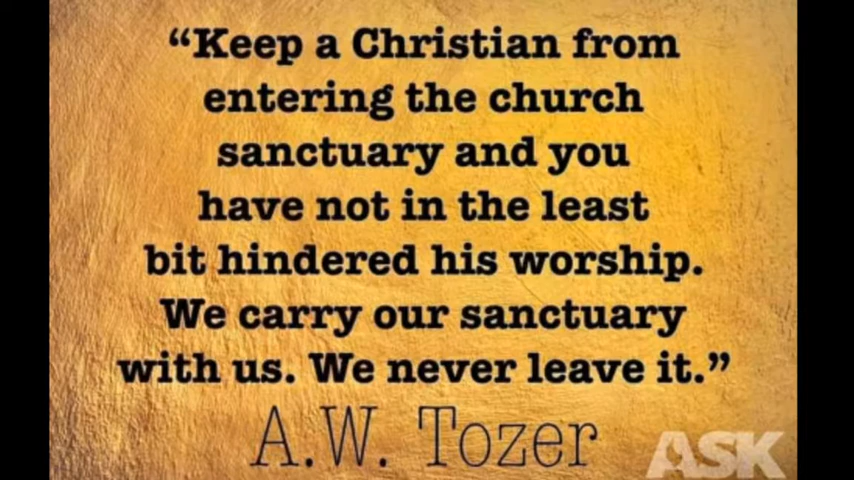 “Keep a Christian from
entering the church
sanctuary and you
have not in the least
bit hindered his worship.
We carry our sanctuary
with us. We never leave it.”
A.W. Tozer
ASK